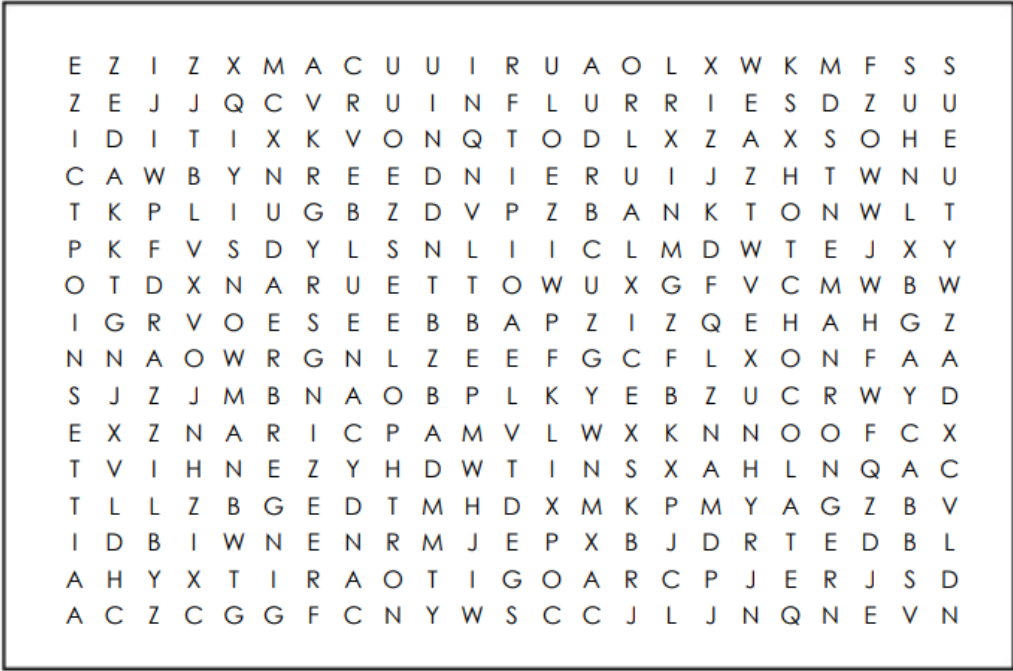 E Z I Z X M A C U U I R U A O L X W K M F S S
Z E J J Q C V R U I N F L U R R I E S D Z U U
I D I T I X K V O N Q T O D L X Z A X S O H E
C A W B Y N R E E D N I E R U I J Z H T W N U
T K P L I U G B Z D V P Z B A N K T O N W L T
P K F V S D Y L S N L I I C L M D W T E J X Y
O T D X N A R U E T T O W U X G F V C M W B W
I G R V O E S E E B B A P Z I Z Q E H A H G Z
N N A O W R G N L Z E E F G C F L X O N F A A
S J Z J M B N A O B P L K Y E B Z U C R W Y D
E X Z N A R I C P A M V L W X K N N O O F C X
T V I H N E Z Y H D W T I N S X A H L N Q A C
T L L Z B G E D T M H D X M K P M Y A G Z B V
I D B I W N E N R M J E P X B J D R T E D B L
A H Y X T I R A O T I G O A R C P J E R J S D
A C Z C G G F C N Y W S C C J L J N Q N E V N